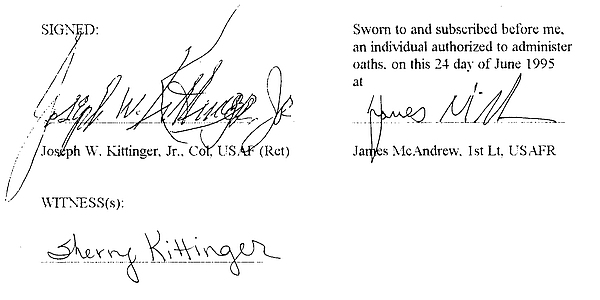 SIGNED:
Joseph W. Kittinger, Jr.
Joseph W. Kittinger, Jr., Col, USAF (Ret)
WITNESS(s):
Sherry Kittinger
Sworn to and subscribed before me,
an individual authorized to administer
oaths, on this 24 day of June 1995
at
James
James McAndrew, 1st Lt, USAFR